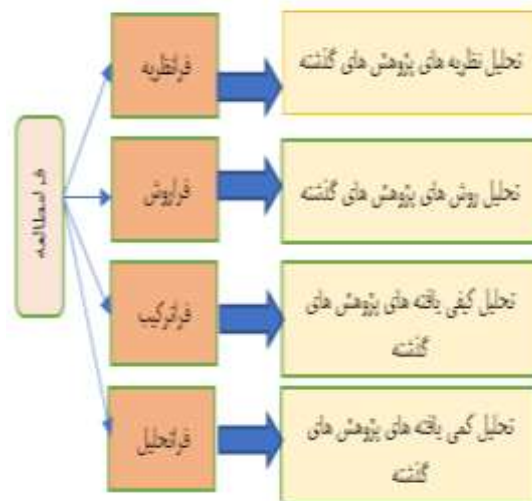 فرامطالعه
فرانظریه
تحلیل نظریه های پژوهش های گذشته
فراروش
تحلیل روش های پژوهش های گذشته
فراترکیب
تحلیل کیفی یافته های پژوهش های
گذشته
فراتحلیل
تحلیل کمی یافته های پژوهش های
گذشته